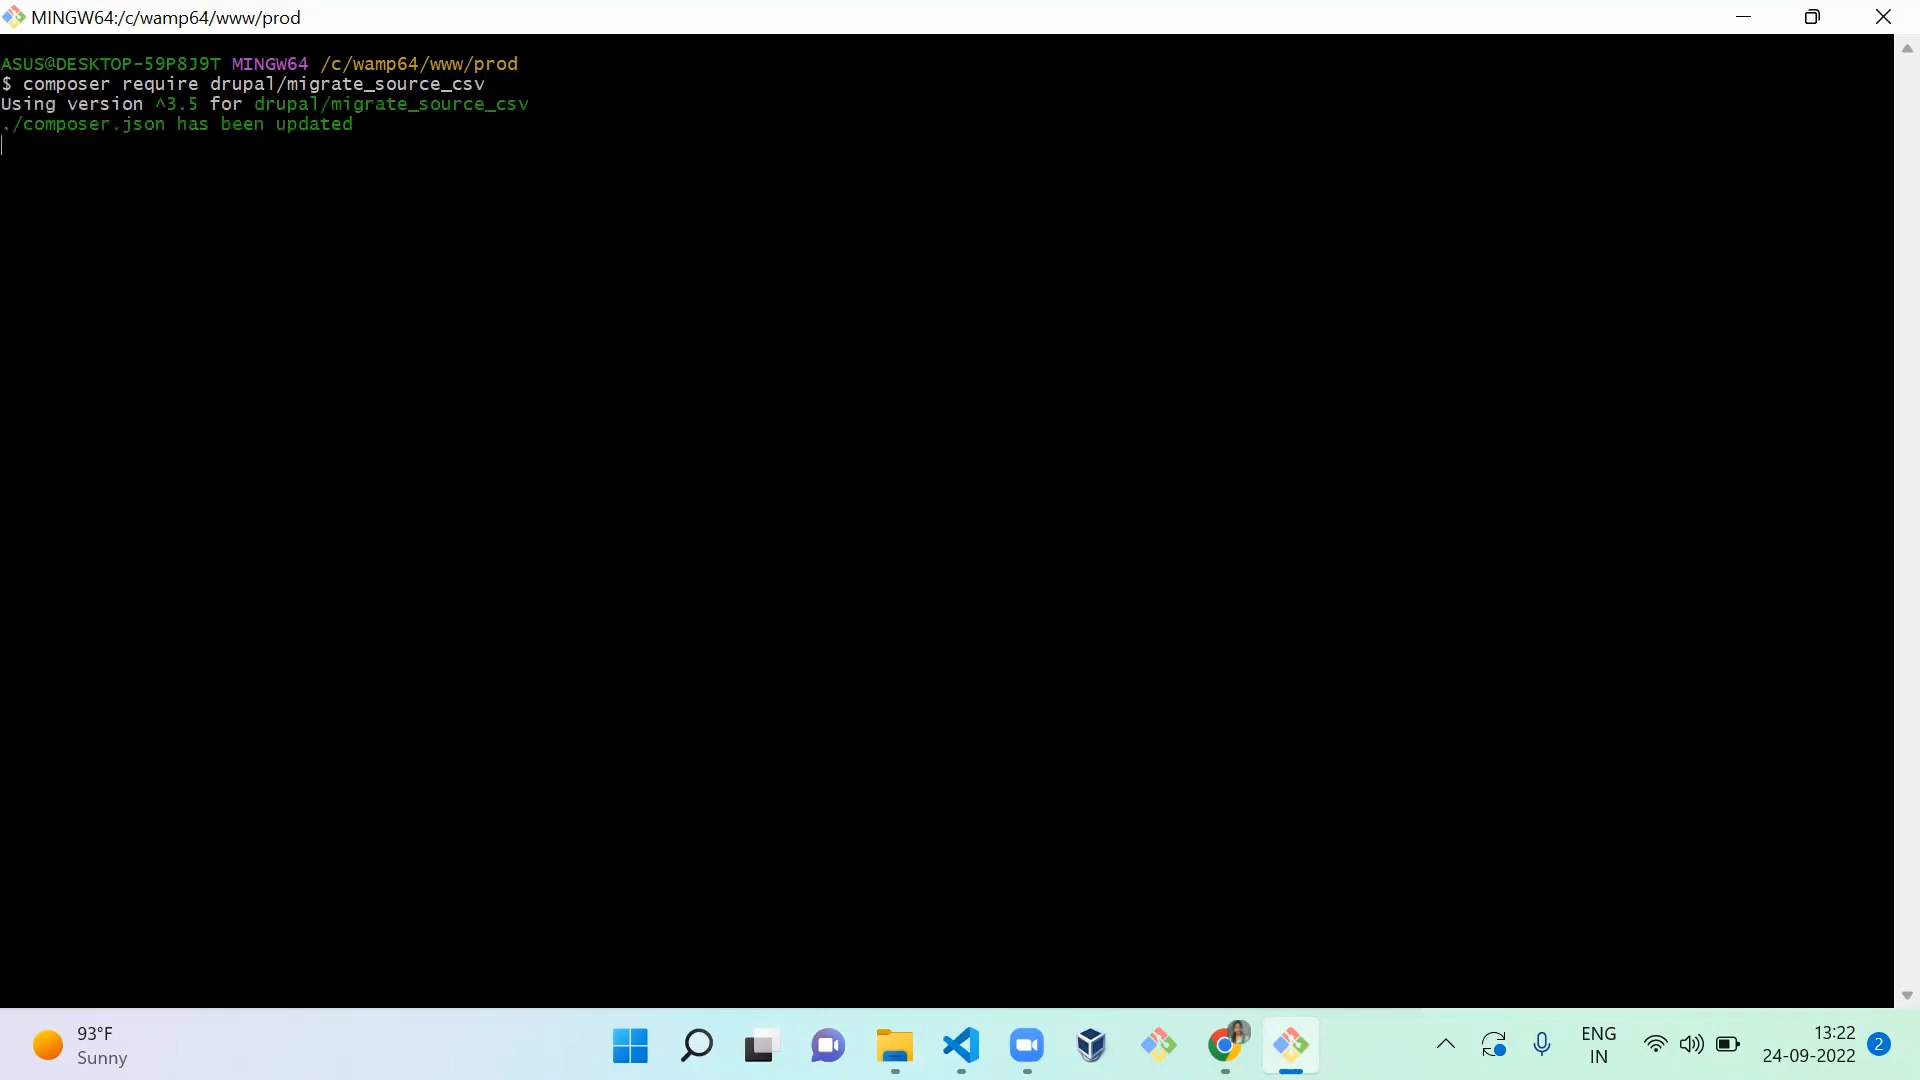 MINGW64:/c/wamp64/www/prod
ASUS@DESKTOP-59P8J9T MINGW64 /c/wamp64/www/prod
$ composer require drupal/migrate_source_csv
Using version ^3.5 for drupal/migrate_source_csv
./composer.json has been updated
93°F
Sunny
ENG
IN
13:22
24-09-2022
2